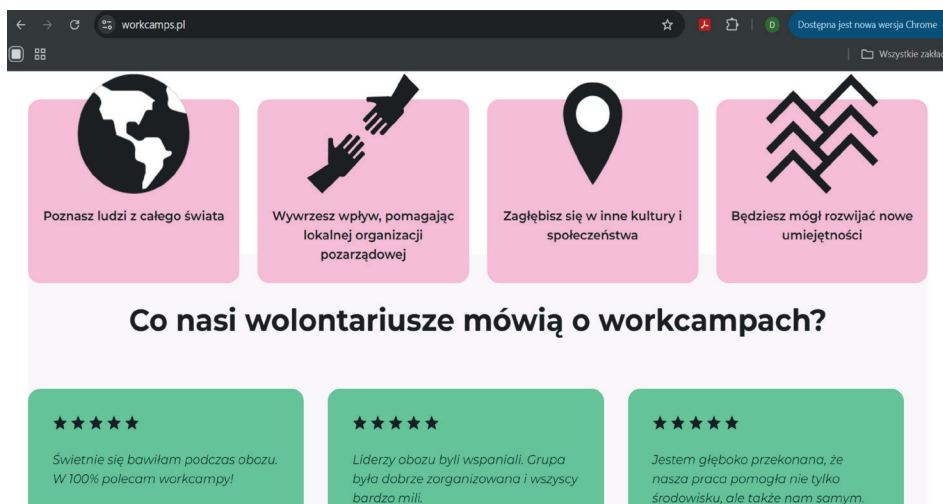 workcamps.pl
D
Dostępna jest nowa wersja Chrome
Wszystkie
Poznasz ludzi z całego świata
Wywrzesz wpływ, pomagając
lokalnej organizacji
pozarządowej
Zagłębisz się w inne kultury i
społeczeństwa
Będziesz mógł rozwijać nowe
umiejętności
Co nasi wolontariusze mówią o workcampach?
Świetnie się bawiłam podczas obozu.
W 100% polecam workcampy!
Liderzy obozu byli wspaniali. Grupa
była dobrze zorganizowana i wszyscy
bardzo mili.
Jestem głęboko przekonana, że
nasza praca pomogła nie tylko
środowisku, ale także nam samym.